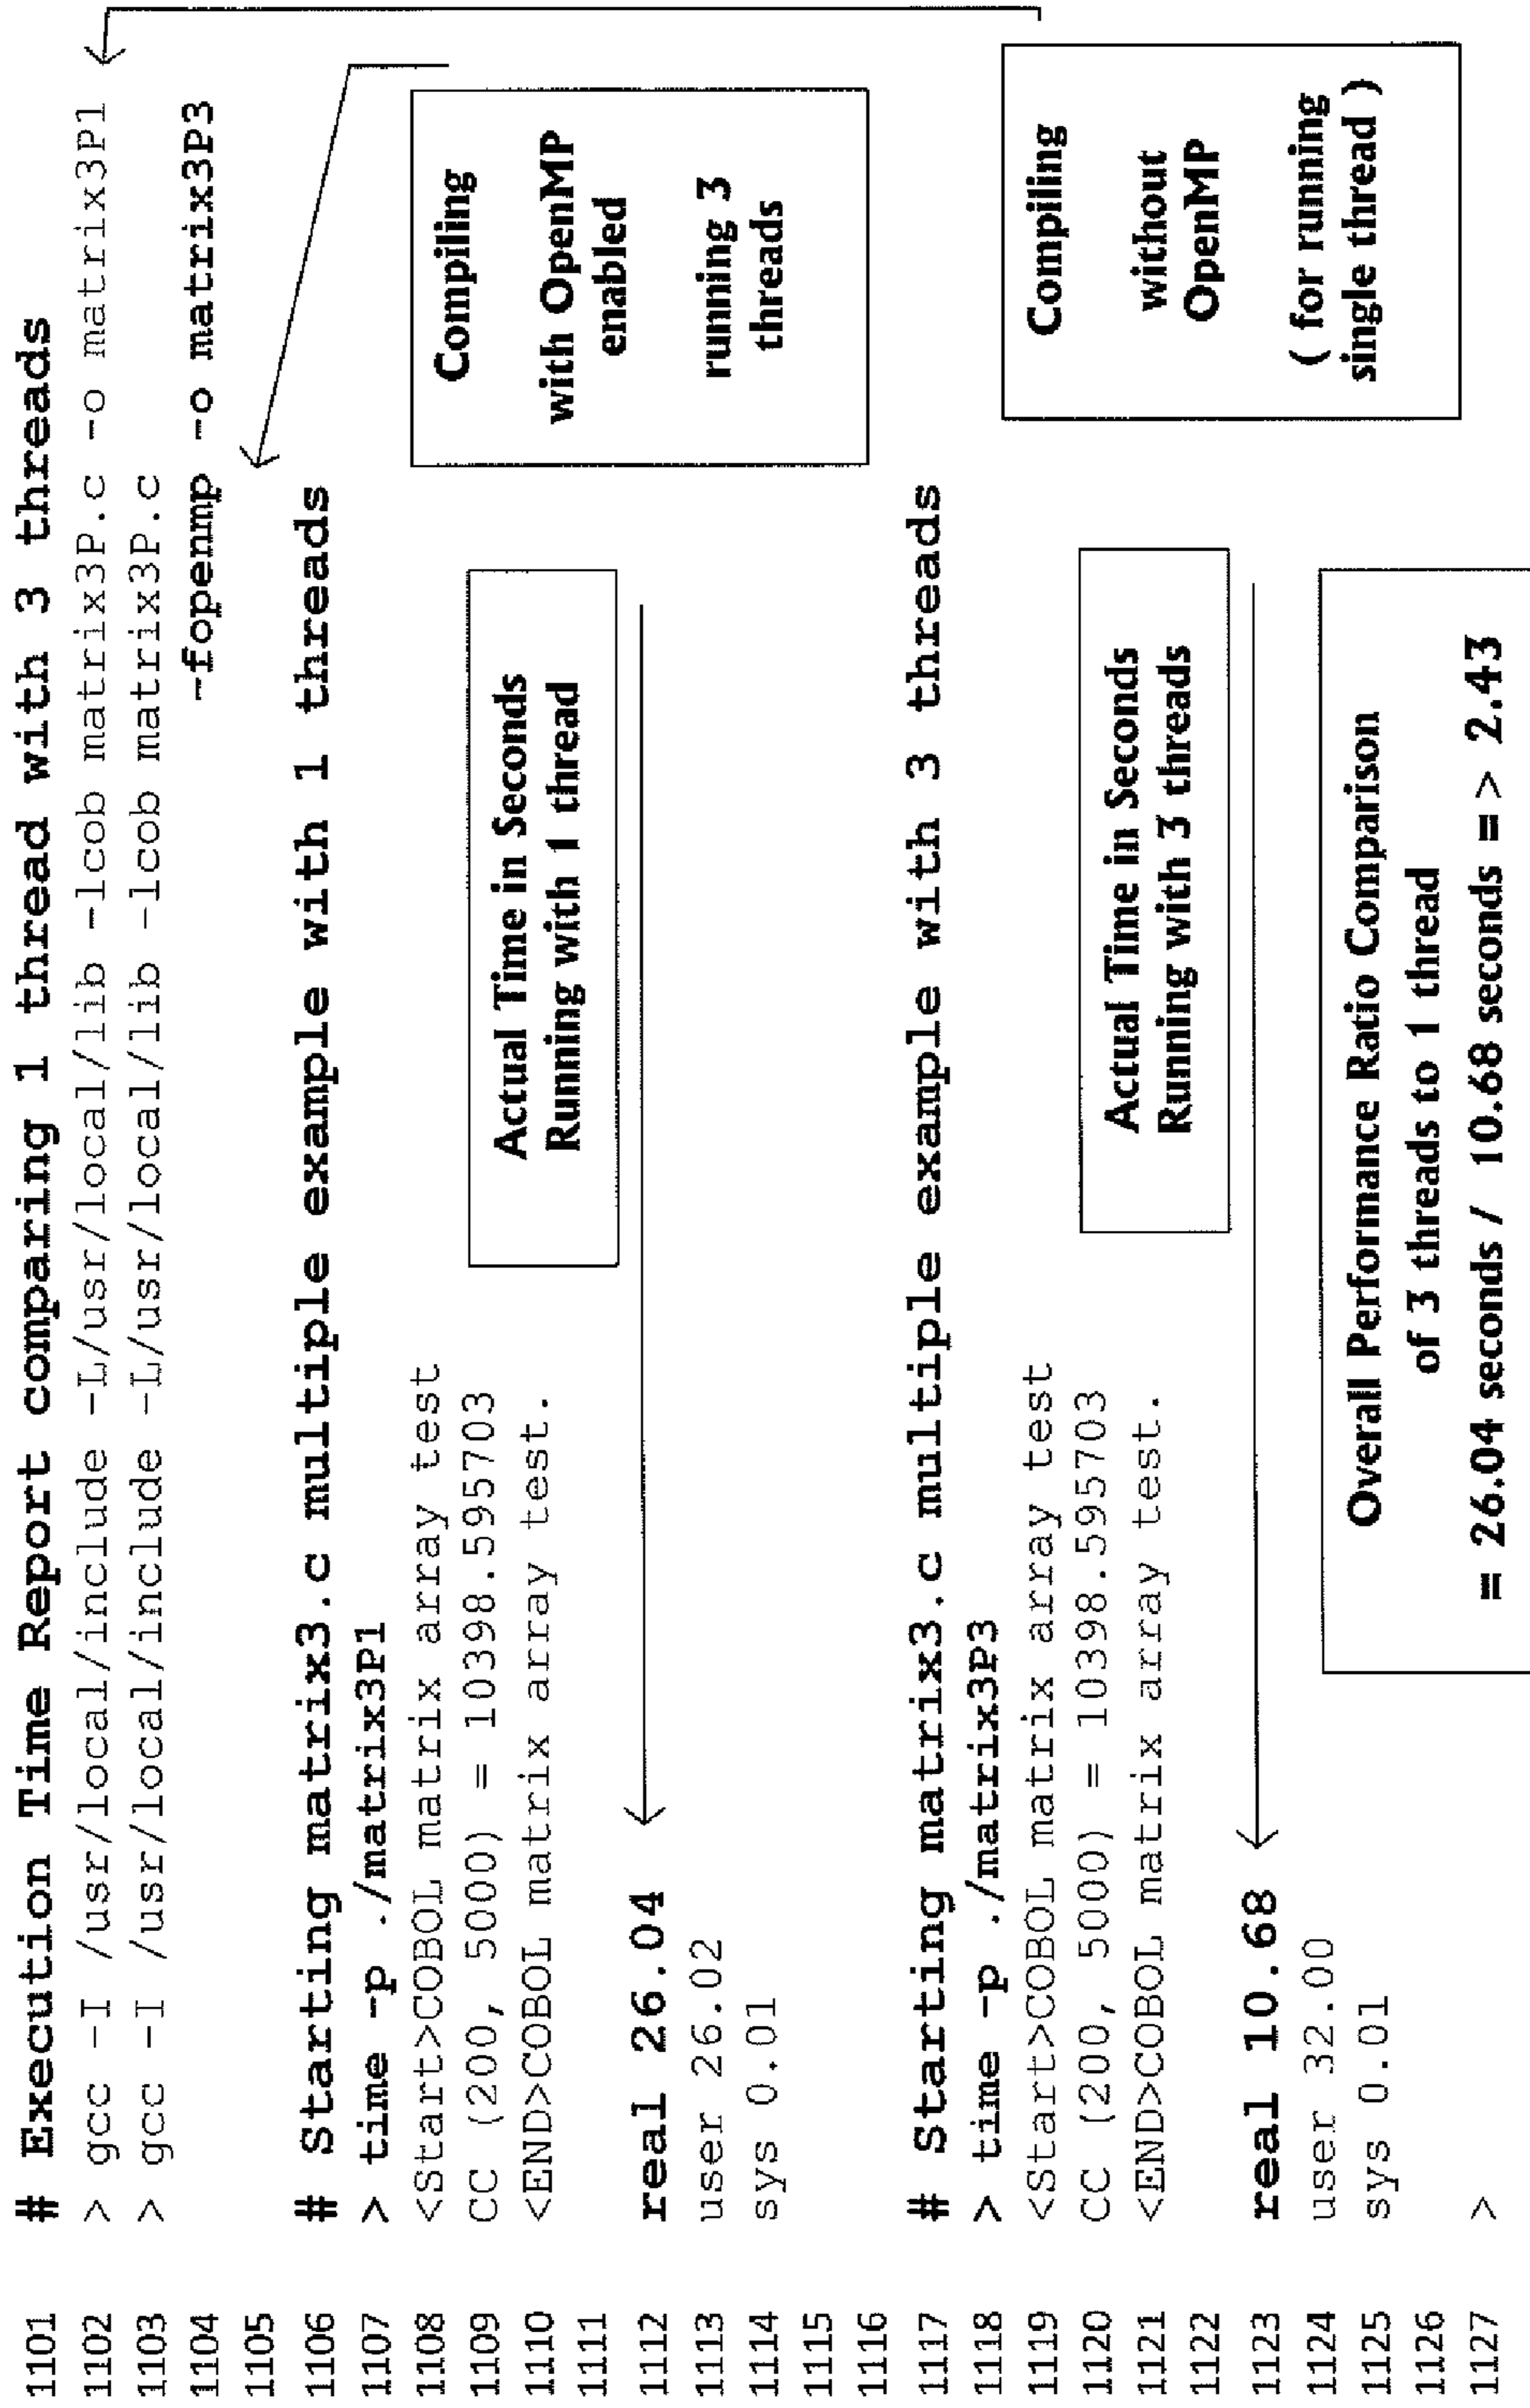 1101 # Execution Time Report comparing 1 thread with 3 threads
1102 > gcc -I /usr/local/include -L/usr/local/lib -lcob matrix3P.c -o matrix3P1
1103 > gcc -I /usr/local/include -L/usr/local/lib -lcob matrix3P.c
1104 -fopenmp -o matrix3P3
1105
1106 # Starting matrix3.c multiple example with 1 threads
1107 > time -p ./matrix3P1
1108 <Start>COBOL matrix array test
1109 CC (200, 5000) = 10398.595703
1110 <END>COBOL matrix array test.
1111
1112 real 26.04
1113 user 26.02
1114 sys 0.01
1115
1116
1117 # Starting matrix3.c multiple example with 3 threads
1118 > time -p ./matrix3P3
1119 <Start>COBOL matrix array test
1120 CC (200, 5000) = 10398.595703
1121 <END>COBOL matrix array test.
1122
1123 real 10.68
1124 user 32.00
1125 sys 0.01
1126
1127 >
Actual Time in Seconds
Running with 1 thread
Compiling
with OpenMP
enabled
running 3
threads
Actual Time in Seconds
Running with 3 threads
Compiling
without
OpenMP
( for running
single thread )
Overall Performance Ratio Comparison
of 3 threads to 1 thread
= 26.04 seconds / 10.68 seconds => 2.43